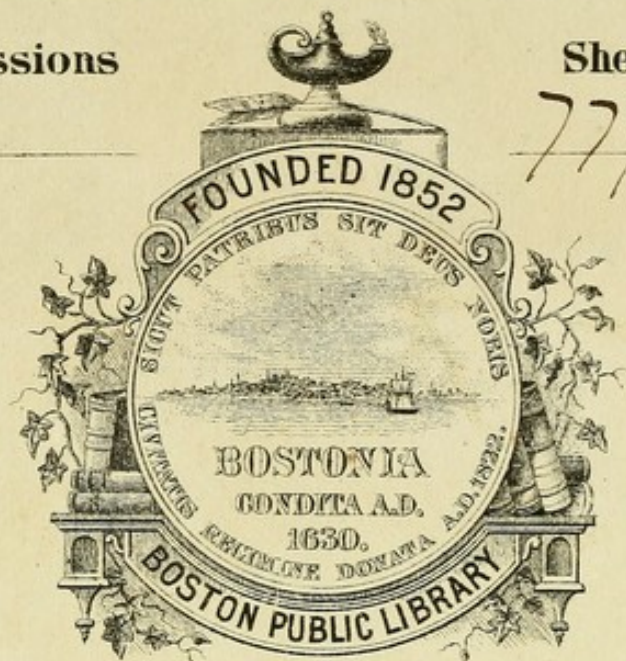 ssions
She
77
FOUNDED 1852
SICUT PATRIBUS SIT DEUS NOBIS
BOSTONIA
CONDITA A.D.
1630.
CIVITATIS REGIMINE DONATA A.D. 1822.
BOSTON PUBLIC LIBRARY